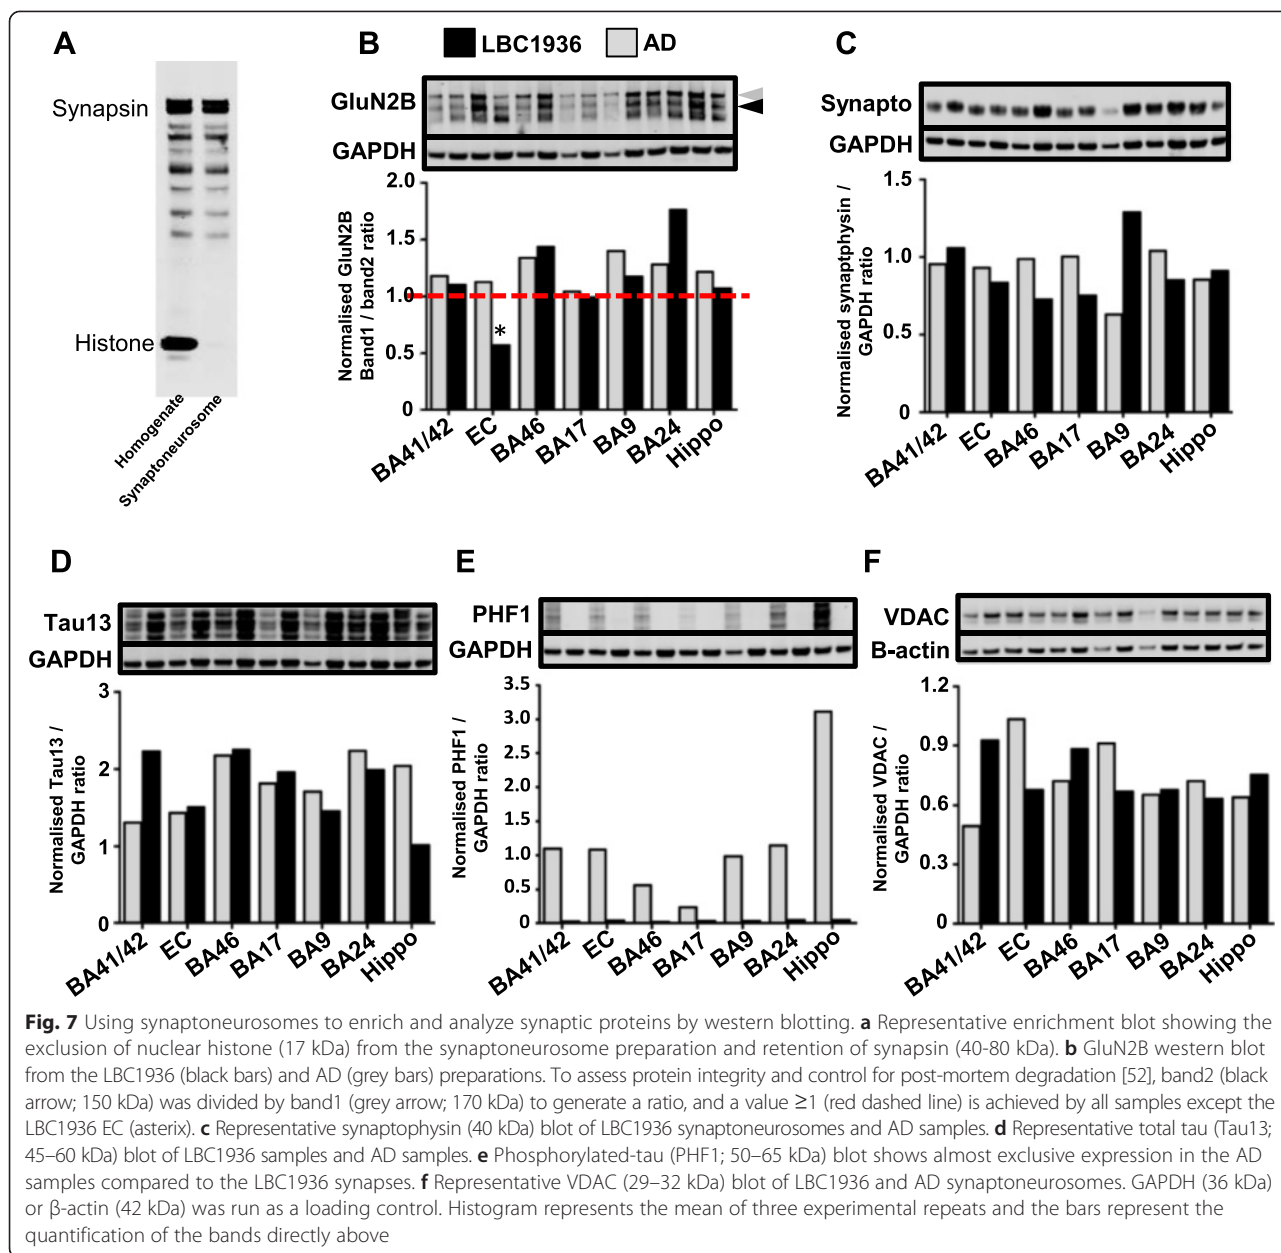 A
Synapsin
Histone
Homogenate
Synaptoneurosome
B
LBC1936
AD
GluN2B
GAPDH
Normalised GluN2B
Band1 / band2 ratio
2.0
1.5
1.0
0.5
0
*
BA41/42
EC
BA46
BA17
BA9
BA24
Hippo
C
Synapto
GAPDH
Normalised synaptphysin /
GAPDH ratio
1.5
1.0
0.5
0
BA41/42
EC
BA46
BA17
BA9
BA24
Hippo
D
Tau13
GAPDH
Normalised Tau13 /
GAPDH ratio
3
2
1
0
BA41/42
EC
BA46
BA17
BA9
BA24
Hippo
E
PHF1
GAPDH
Normalised PHF1 /
GAPDH ratio
3.5
3.0
2.5
2.0
1.5
1.0
0.5
0
BA41/42
EC
BA46
BA17
BA9
BA24
Hippo
F
VDAC
B-actin
Normalised VDAC /
GAPDH ratio
1.2
0.9
0.6
0.3
0
BA41/42
EC
BA46
BA17
BA9
BA24
Hippo
Fig. 7 Using synaptoneurosomes to enrich and analyze synaptic proteins by western blotting. a Representative enrichment blot showing the
exclusion of nuclear histone (17 kDa) from the synaptoneurosome preparation and retention of synapsin (40-80 kDa). b GluN2B western blot
from the LBC1936 (black bars) and AD (grey bars) preparations. To assess protein integrity and control for post-mortem degradation [52], band2 (black
arrow; 150 kDa) was divided by band1 (grey arrow; 170 kDa) to generate a ratio, and a value ≥1 (red dashed line) is achieved by all samples except the
LBC1936 EC (asterix). c Representative synaptophysin (40 kDa) blot of LBC1936 synaptoneurosomes and AD samples. d Representative total tau (Tau13;
45–60 kDa) blot of LBC1936 samples and AD samples. e Phosphorylated-tau (PHF1; 50–65 kDa) blot shows almost exclusive expression in the AD
samples compared to the LBC1936 synapses. f Representative VDAC (29–32 kDa) blot of LBC1936 and AD synaptoneurosomes. GAPDH (36 kDa)
or β-actin (42 kDa) was run as a loading control. Histogram represents the mean of three experimental repeats and the bars represent the
quantification of the bands directly above